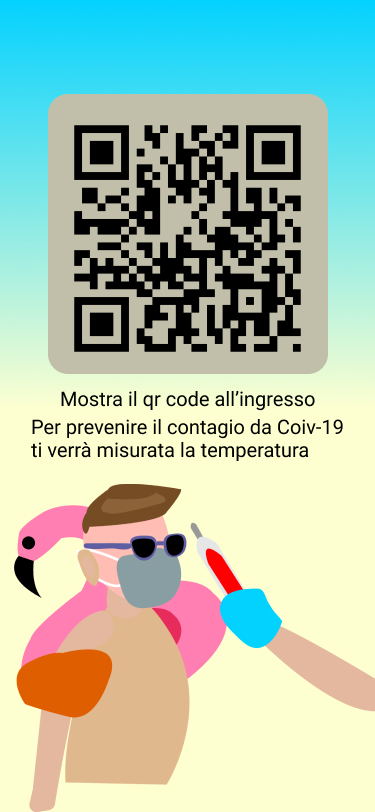 Mostra il qr code all’ingresso
Per prevenire il contagio da Coiv-19
ti verrà misurata la temperatura